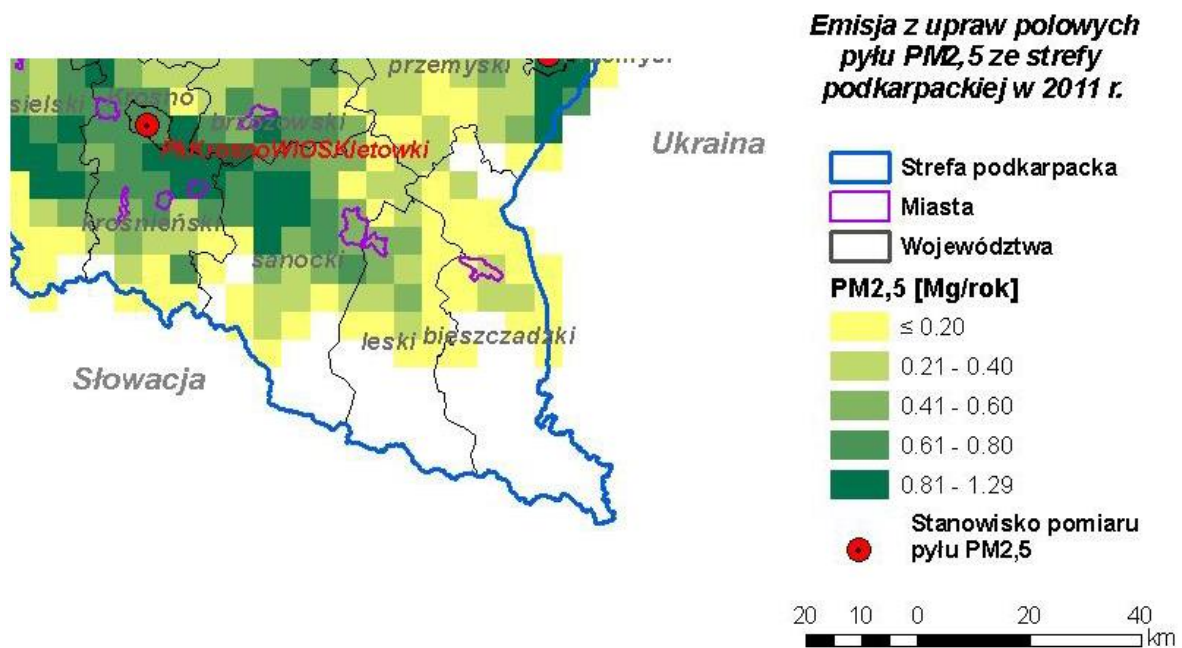 Emisja z upraw polowych
pyłu PM2,5 ze strefy
podkarpackiej w 2011 r.
przemyski
sielski
Krosno
brzozowski
PkKrosnoWIOSKletowki
Ukraina
krośnieński
sanocki
leski
bieszczadzki
Słowacja
Strefa podkarpacka
Miasta
Województwa
PM2,5 [Mg/rok]
≤ 0.20
0.21 - 0.40
0.41 - 0.60
0.61 - 0.80
0.81 - 1.29
Stanowisko pomiaru
pyłu PM2,5
20 10 0 20 40
km